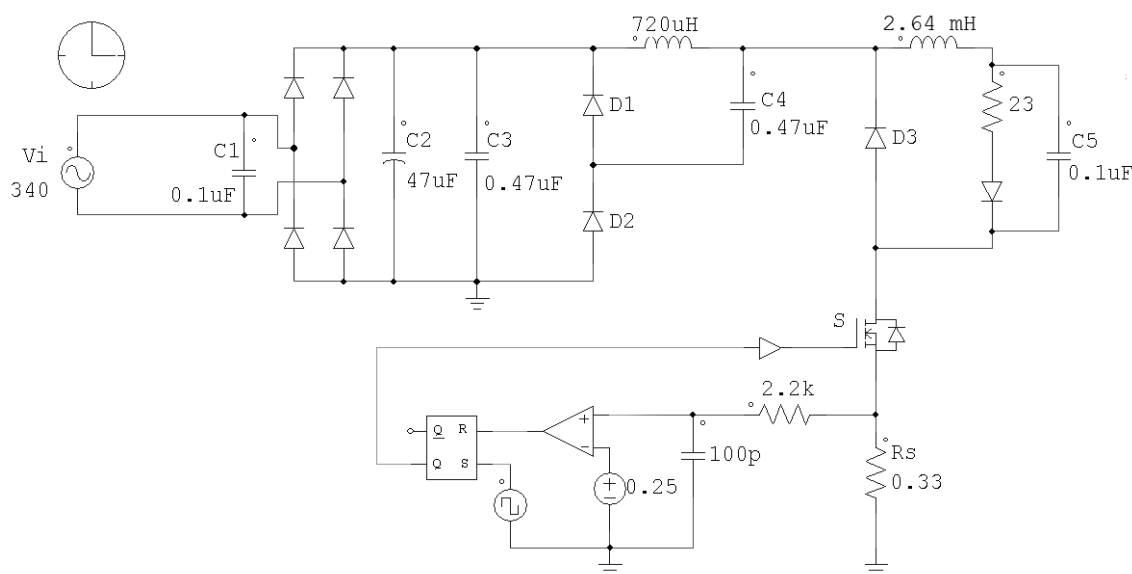 720uH
2.64 mH
Vi
340
C1
0.1uF
C2
47uF
C3
0.47uF
D1
D2
C4
0.47uF
D3
23
C5
0.1uF
S
2.2k
100p
0.25
Rs
0.33
Q R
Q S
+
-
+
-